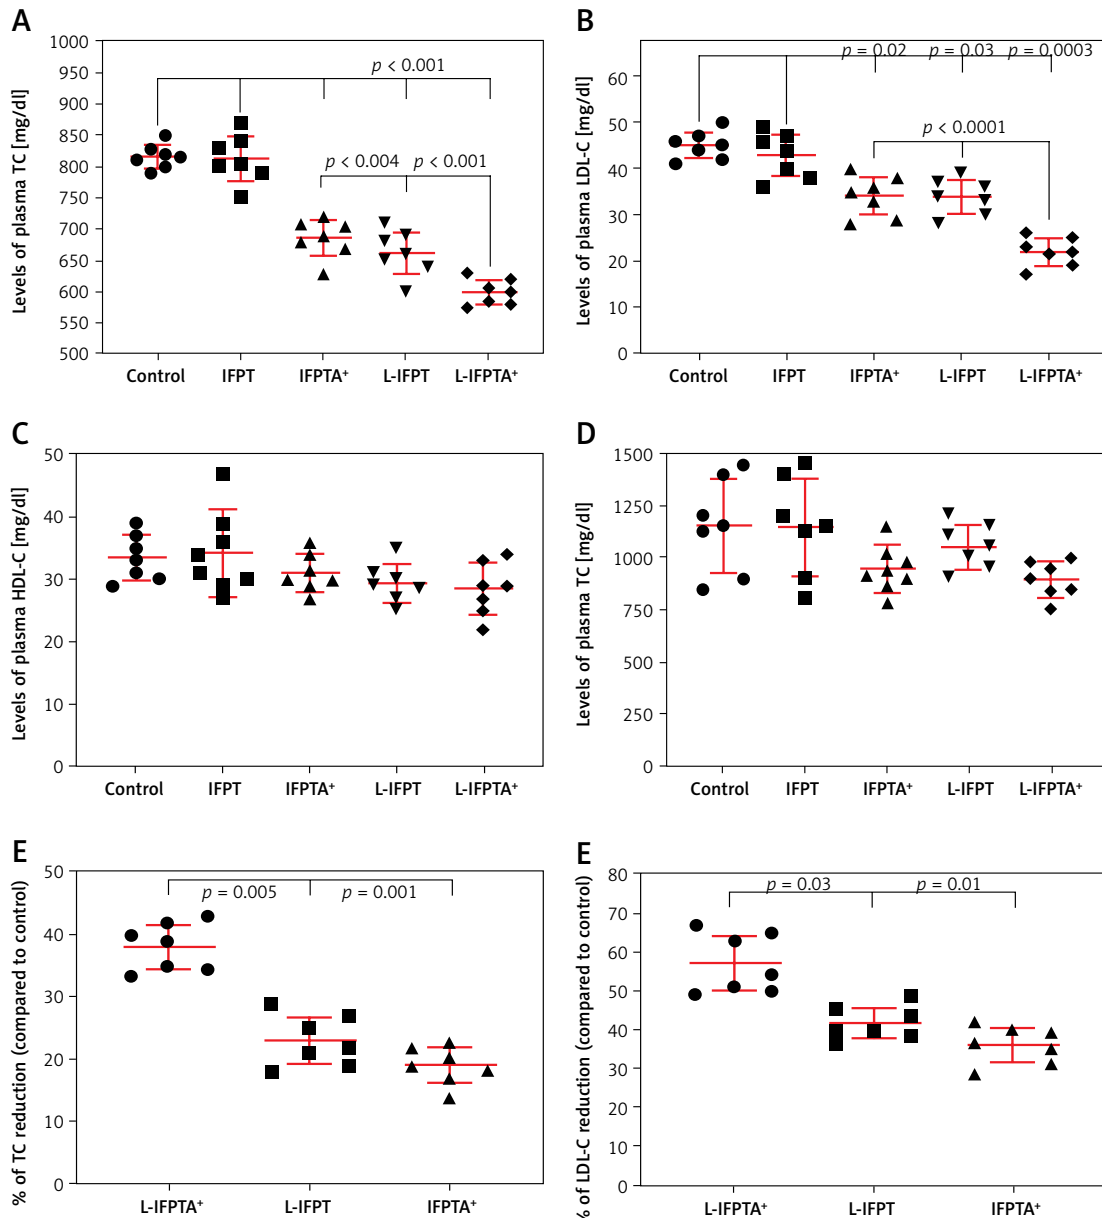 A
Levels of plasma TC [mg/dl]
1000
950
900
850
800
750
700
650
600
550
500
p < 0.001
p < 0.004
p < 0.001
Control
IFPT
IFPTA+
L-IFPT
L-IFPTA+
B
Levels of plasma LDL-C [mg/dl]
60
50
40
30
20
10
0
p = 0.02
p = 0.03
p = 0.0003
p < 0.0001
Control
IFPT
IFPTA+
L-IFPT
L-IFPTA+
C
Levels of plasma HDL-C [mg/dl]
50
40
30
20
10
0
Control
IFPT
IFPTA+
L-IFPT
L-IFPTA+
D
Levels of plasma TC [mg/dl]
1500
1250
1000
750
500
250
0
Control
IFPT
IFPTA+
L-IFPT
L-IFPTA+
E
% of TC reduction (compared to control)
50
40
30
20
10
0
p = 0.005
p = 0.001
L-IFPTA+
L-IFPT
IFPTA+
E
% of LDL-C reduction (compared to control)
80
70
60
50
40
30
20
10
0
p = 0.03
p = 0.01
L-IFPTA+
L-IFPT
IFPTA+